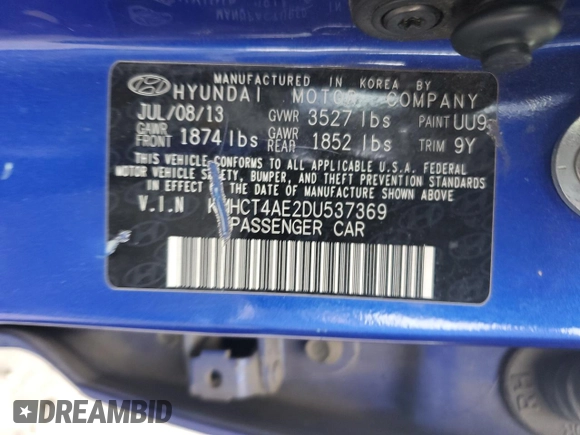 MANUFACTURED IN KOREA BY
HYUNDAI MOTOR COMPANY
JUL/08/13 GVWR 3527 lbs PAINT UU9
GAWR FRONT 1874 lbs GAWR REAR 1852 lbs TRIM 9Y
THIS VEHICLE CONFORMS TO ALL APPLICABLE U.S.A. FEDERAL
MOTOR VEHICLE SAFETY, BUMPER, AND THEFT PREVENTION STANDARDS
IN EFFECT ON THE DATE OF MANUFACTURE SHOWN ABOVE
V.I.N KMHCT4AE2DU537369
PASSENGER CAR
RH
DREAMBID